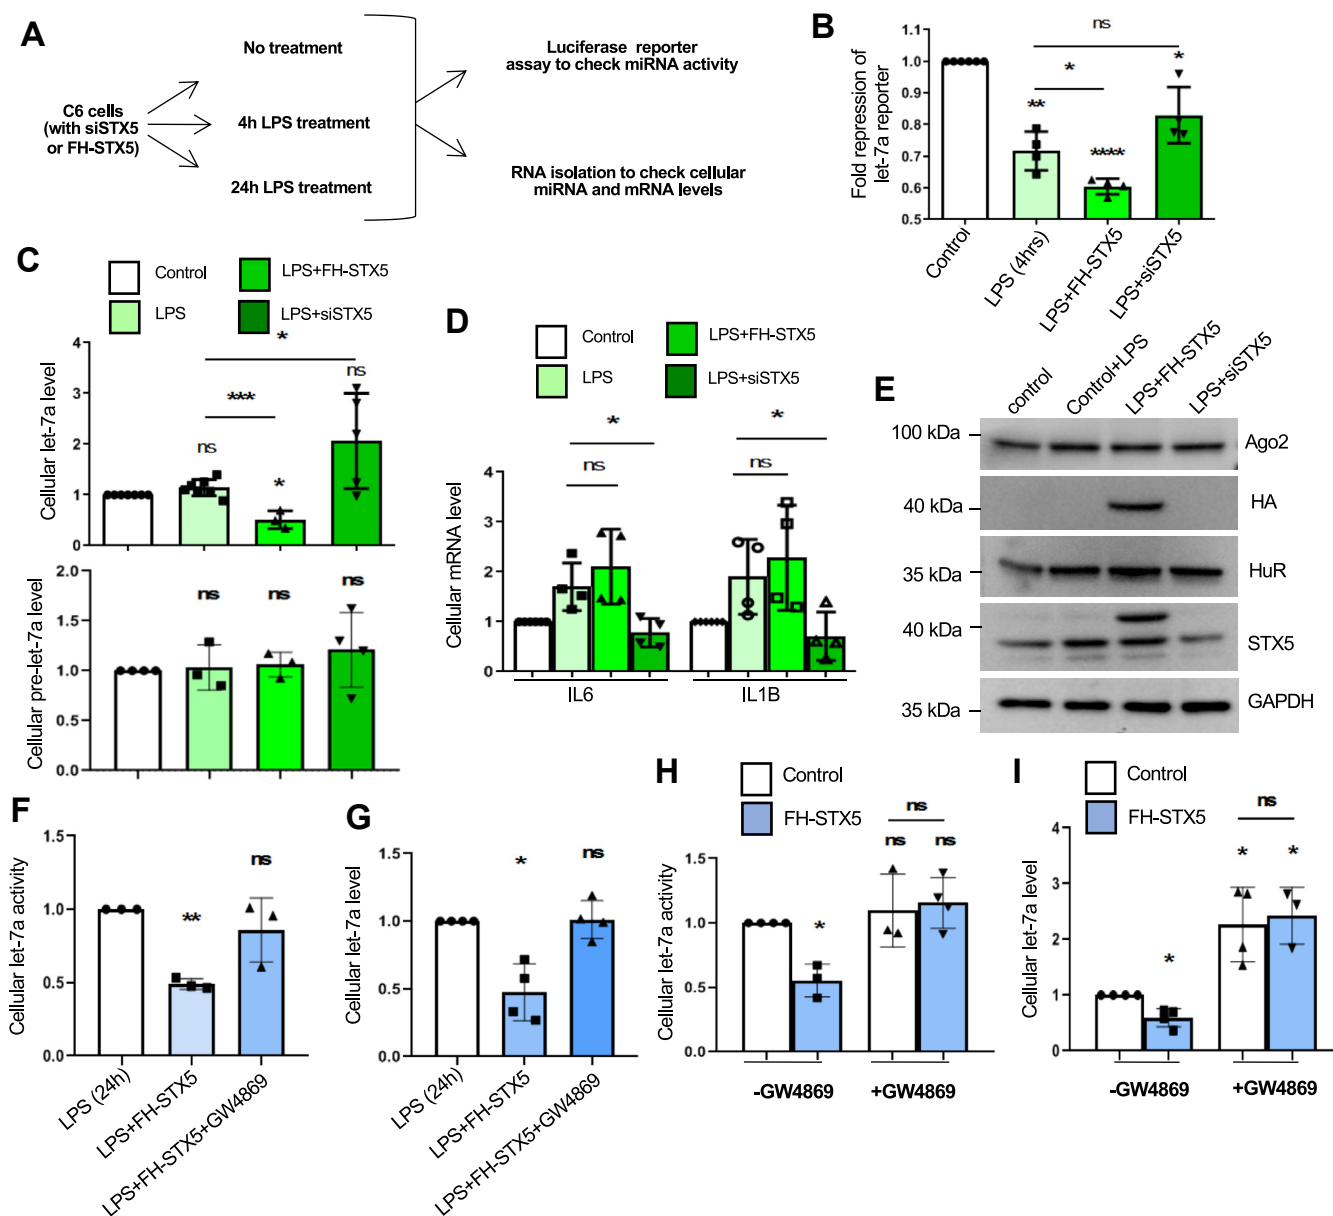 A
No treatment
C6 cells
(with siSTX5
or FH-STX5)
4h LPS treatment
24h LPS treatment
Luciferase reporter
assay to check miRNA activity
RNA isolation to check cellular
miRNA and mRNA levels
B
Fold repression of
let-7a reporter
1.1
1.0
0.9
0.8
0.7
0.6
0.5
ns
*
*
**
****
Control
LPS (4hrs)
LPS+FH-STX5
LPS+siSTX5
C
Control
LPS+FH-STX5
LPS
LPS+siSTX5
Cellular let-7a level
4
3
2
1
0
*
ns
***
ns
*
Cellular pre-let-7a level
2.0
1.5
1.0
0.5
0.0
ns
ns
ns
D
Control
LPS+FH-STX5
LPS
LPS+siSTX5
Cellular mRNA level
4
3
2
1
0
*
ns
*
ns
IL6
IL1B
E
control
Control+LPS
LPS+FH-STX5
LPS+siSTX5
100 kDa
Ago2
40 kDa
HA
35 kDa
HuR
40 kDa
STX5
35 kDa
GAPDH
F
Cellular let-7a activity
1.5
1.0
0.5
0.0
**
ns
LPS (24h)
LPS+FH-STX5
LPS+FH-STX5+GW4869
G
Cellular let-7a level
1.5
1.0
0.5
0.0
*
ns
LPS (24h)
LPS+FH-STX5
LPS+FH-STX5+GW4869
H
Control
FH-STX5
Cellular let-7a activity
1.5
1.0
0.5
0.0
*
ns
ns
ns
-GW4869
+GW4869
I
Control
FH-STX5
Cellular let-7a level
4
3
2
1
0
*
ns
*
*
-GW4869
+GW4869